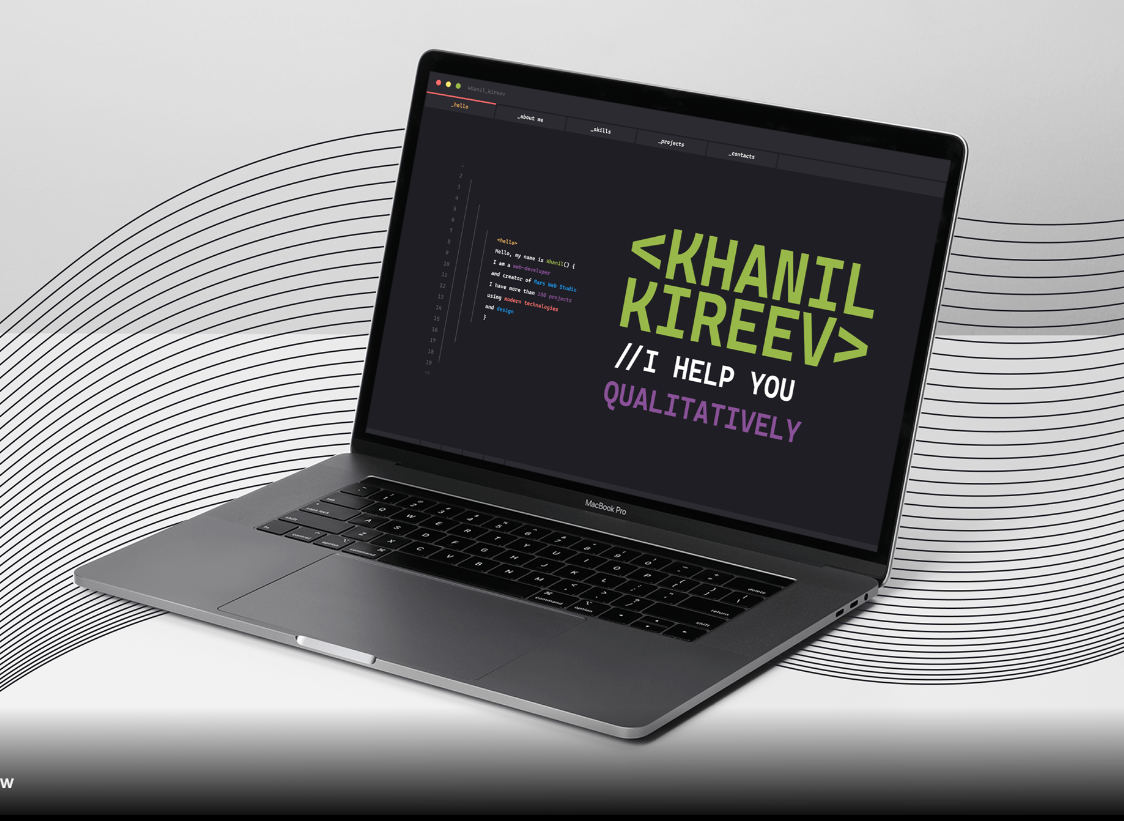 khanil_kireev
_hello
_about me
_skills
_projects
_contacts
<hello>
Hello, my name is khanil() {
I am a web-developer
and creator of Mars Web Studio
I have more than 100 projects
using modern technologies
and design
}
<KHANIL
KIREEV>
//I HELP YOU
QUALITATIVELY
MacBook Pro
W